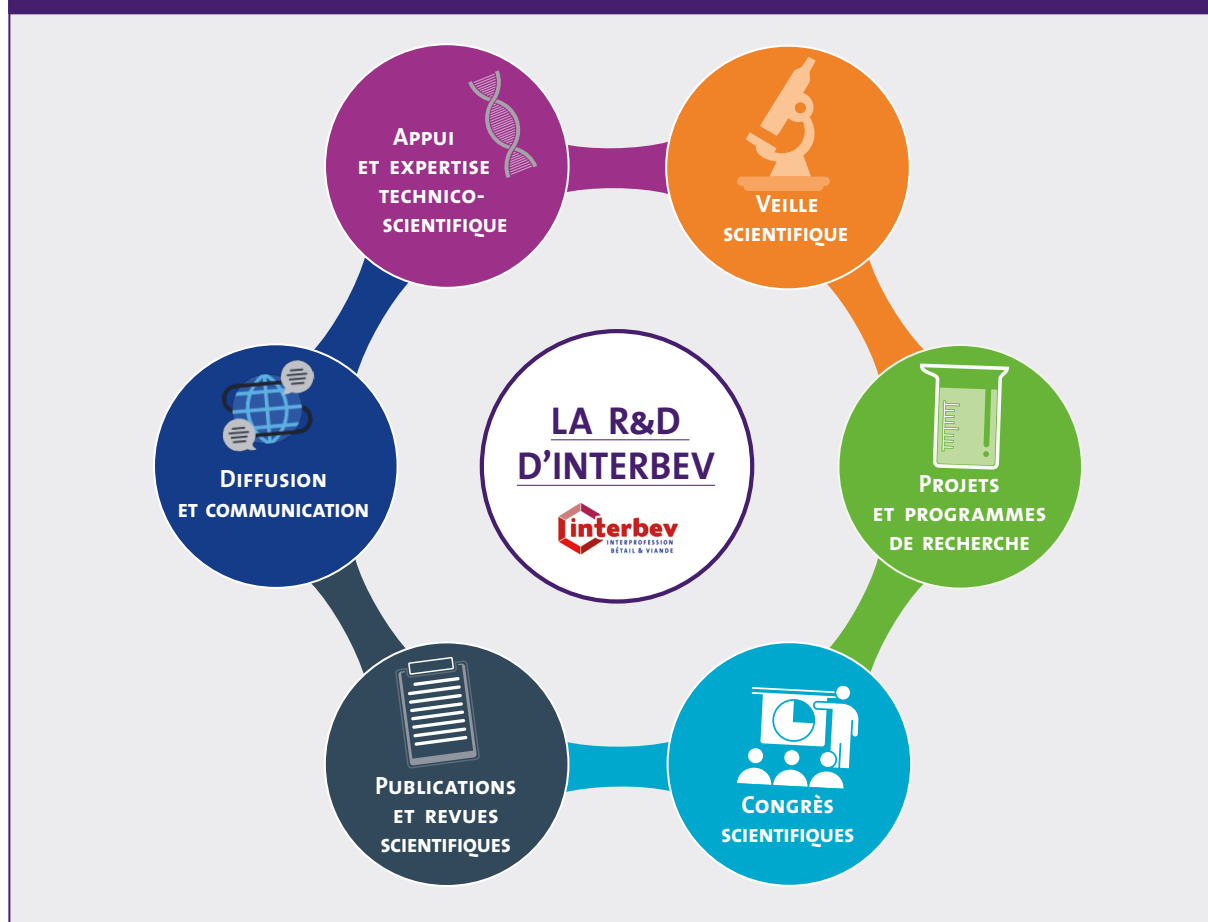 Appui
et expertise
technico-
scientifique
Veille
scientifique
LA R&D
D'INTERBEV
interbev
INTERPROFESSION
BÉTAIL & VIANDE
Diffusion
et communication
Projets
et programmes
de recherche
Publications
et revues
scientifiques
Congrès
scientifiques